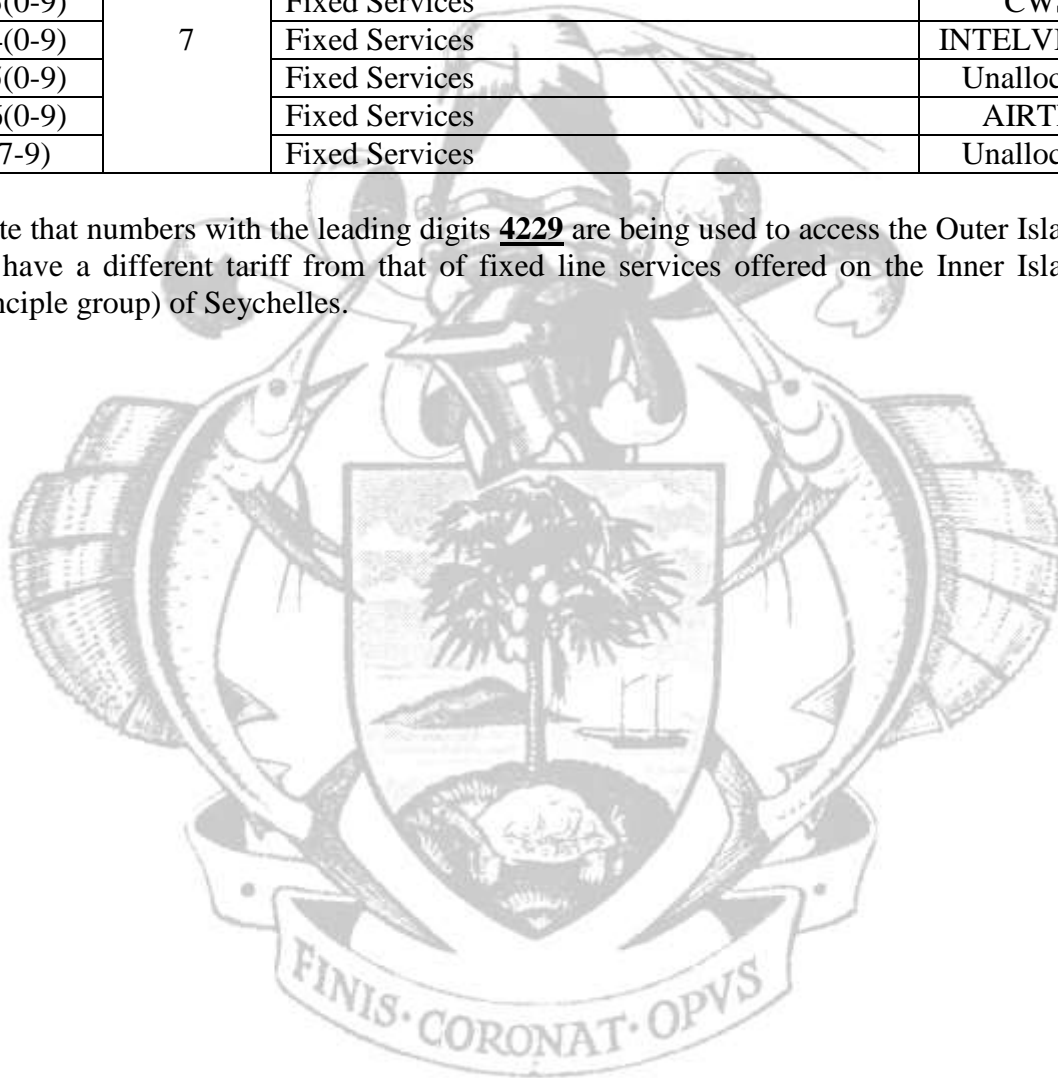 (0-9) Fixed Services CWS
(0-9) 7 Fixed Services INTELV
(0-9) Fixed Services Unalloc
(0-9) Fixed Services AIRT
7-9) Fixed Services Unalloc
te that numbers with the leading digits 4229 are being used to access the Outer Isla
have a different tariff from that of fixed line services offered on the Inner Isla
nciple group) of Seychelles.
FINIS·CORONAT·OPVS